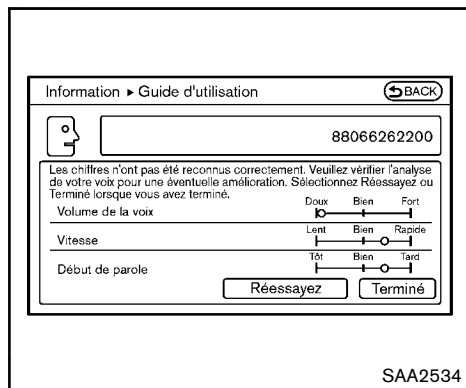 Information ▸ Guide d'utilisation
BACK
88066262200
Les chiffres n'ont pas été reconnus correctement. Veuillez vérifier l'analyse
de votre voix pour une éventuelle amélioration. Sélectionnez Réessayez ou
Terminé lorsque vous avez terminé.
Doux Bien Fort
Volume de la voix
Lent Bien Rapide
Vitesse
Tôt Bien Tard
Début de parole
Réessayez Terminé
SAA2534